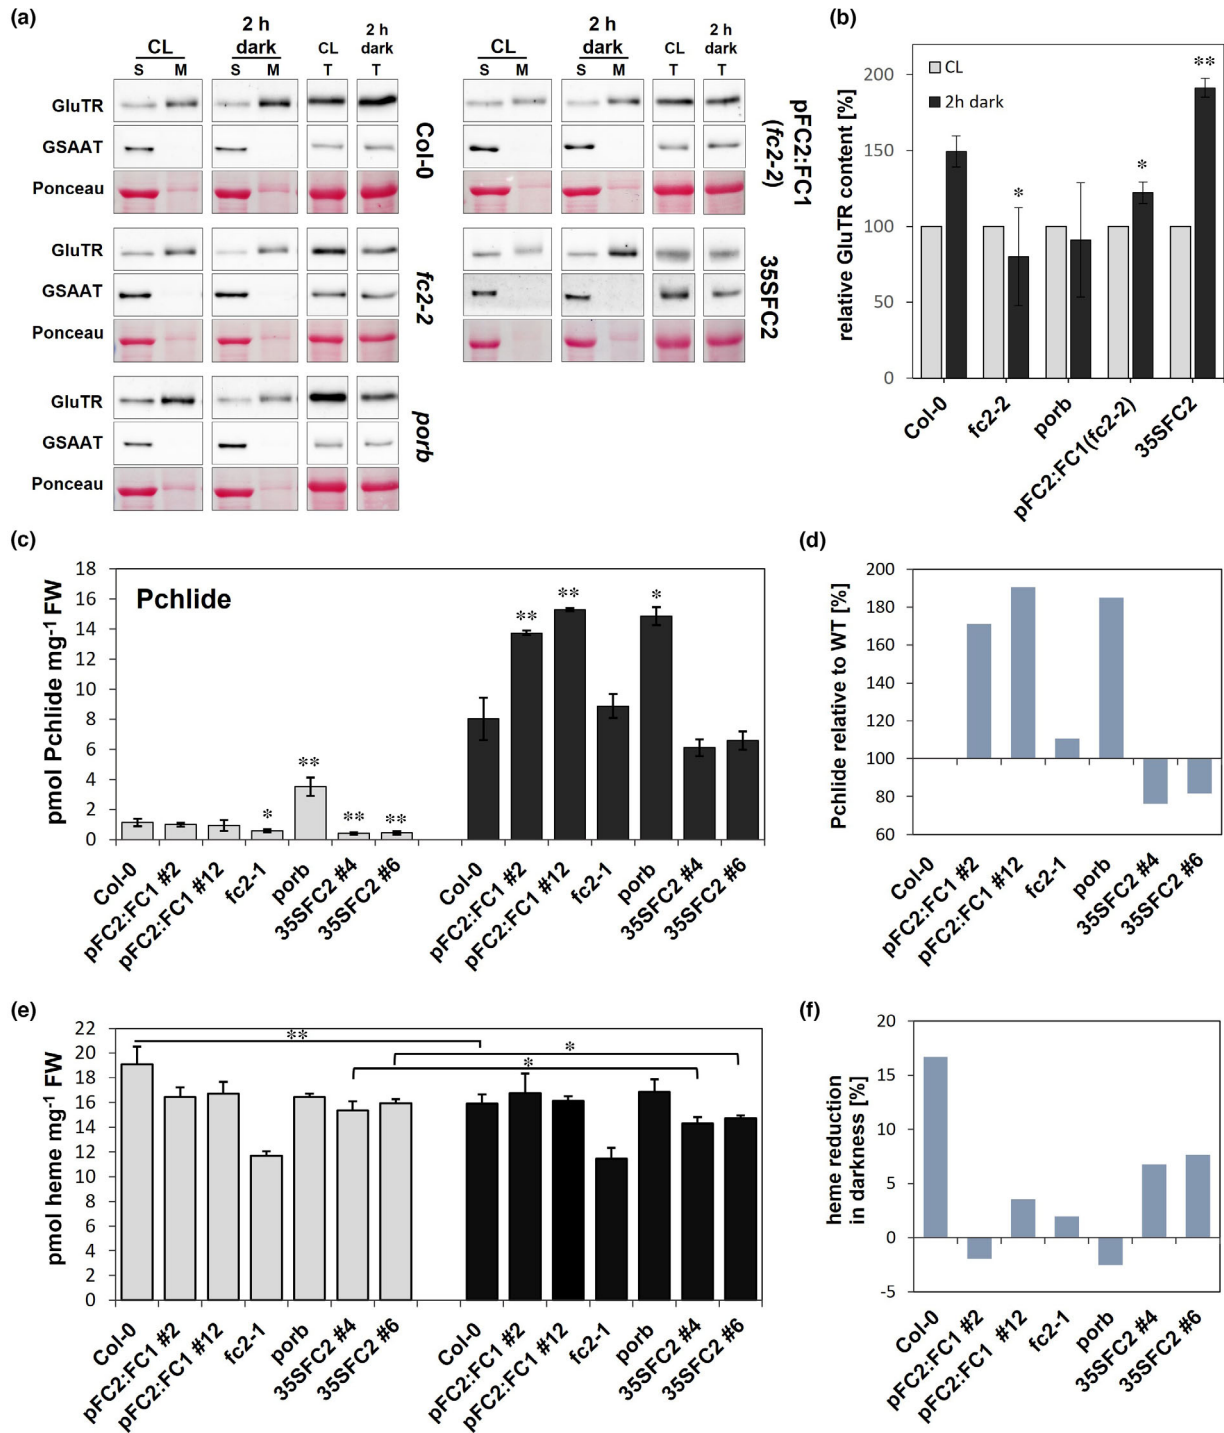 (a)
CL
2 h
dark
CL
2 h
dark
S
M
S
M
T
T
GluTR
GSAAT
Ponceau
Col-0
GluTR
GSAAT
Ponceau
fc2-2
GluTR
GSAAT
Ponceau
porb
CL
2 h
dark
CL
2 h
dark
S
M
S
M
T
T
pFC2:FC1
(fc2-2)
35SFC2
(b)
relative GluTR content [%]
200
150
100
50
0
CL
2h dark
*
*
**
Col-0
fc2-2
porb
pFC2:FC1(fc2-2)
35SFC2
(c)
Pchlide
pmol Pchlide mg-1 FW
18
16
14
12
10
8
6
4
2
0
*
**
**
**
**
**
*
Col-0
pFC2:FC1 #2
pFC2:FC1 #12
fc2-1
porb
35SFC2 #4
35SFC2 #6
Col-0
pFC2:FC1 #2
pFC2:FC1 #12
fc2-1
porb
35SFC2 #4
35SFC2 #6
(d)
Pchlide relative to WT [%]
200
180
160
140
120
100
80
60
Col-0
pFC2:FC1 #2
pFC2:FC1 #12
fc2-1
porb
35SFC2 #4
35SFC2 #6
(e)
pmol heme mg-1 FW
22
20
18
16
14
12
10
8
6
4
2
0
**
*
*
Col-0
pFC2:FC1 #2
pFC2:FC1 #12
fc2-1
porb
35SFC2 #4
35SFC2 #6
Col-0
pFC2:FC1 #2
pFC2:FC1 #12
fc2-1
porb
35SFC2 #4
35SFC2 #6
(f)
heme reduction
in darkness [%]
20
15
10
5
0
-5
Col-0
pFC2:FC1 #2
pFC2:FC1 #12
fc2-1
porb
35SFC2 #4
35SFC2 #6